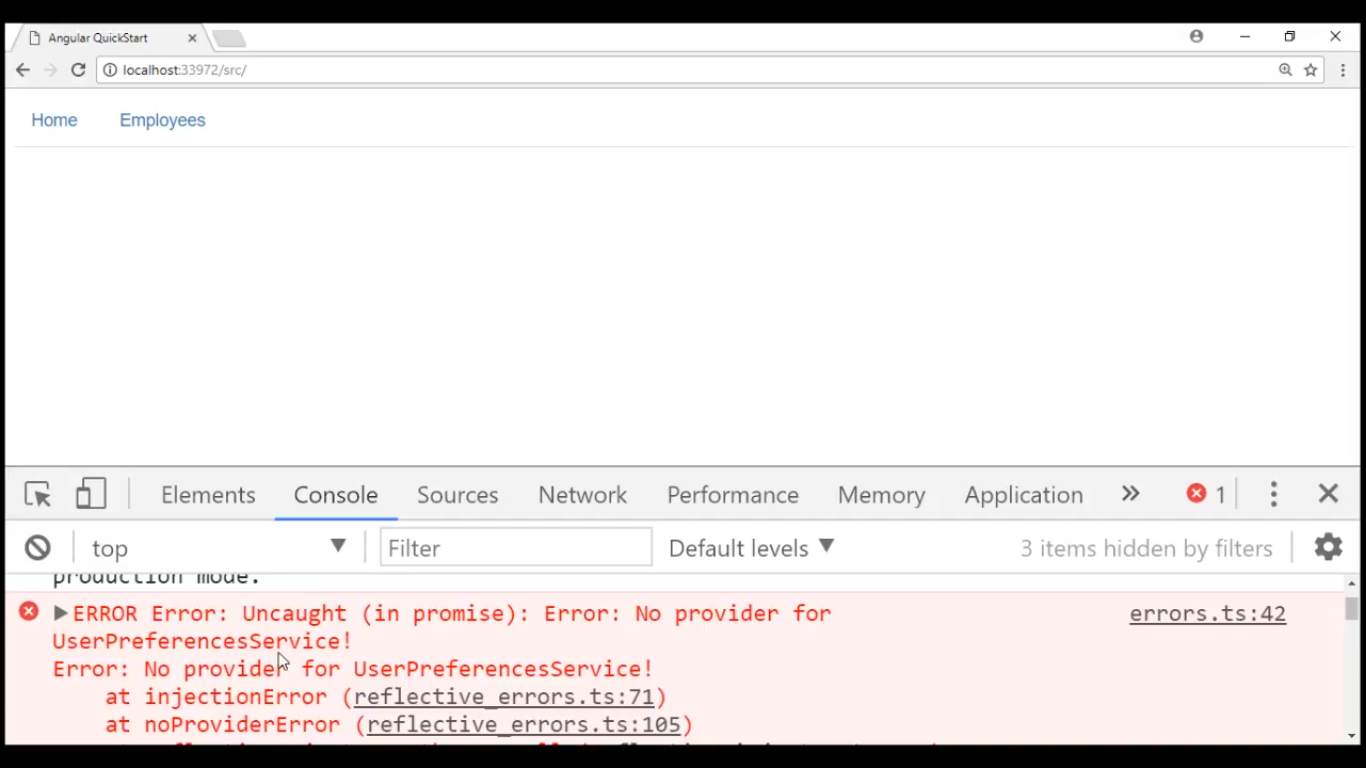 Angular QuickStart
localhost:33972/src/
Home Employees
Elements Console Sources Network Performance Memory Application 1
top Filter Default levels 3 items hidden by filters
production mode.
ERROR Error: Uncaught (in promise): Error: No provider for errors.ts:42
UserPreferencesService!
Error: No provider for UserPreferencesService!
at injectionError (reflective_errors.ts:71)
at noProviderError (reflective_errors.ts:105)